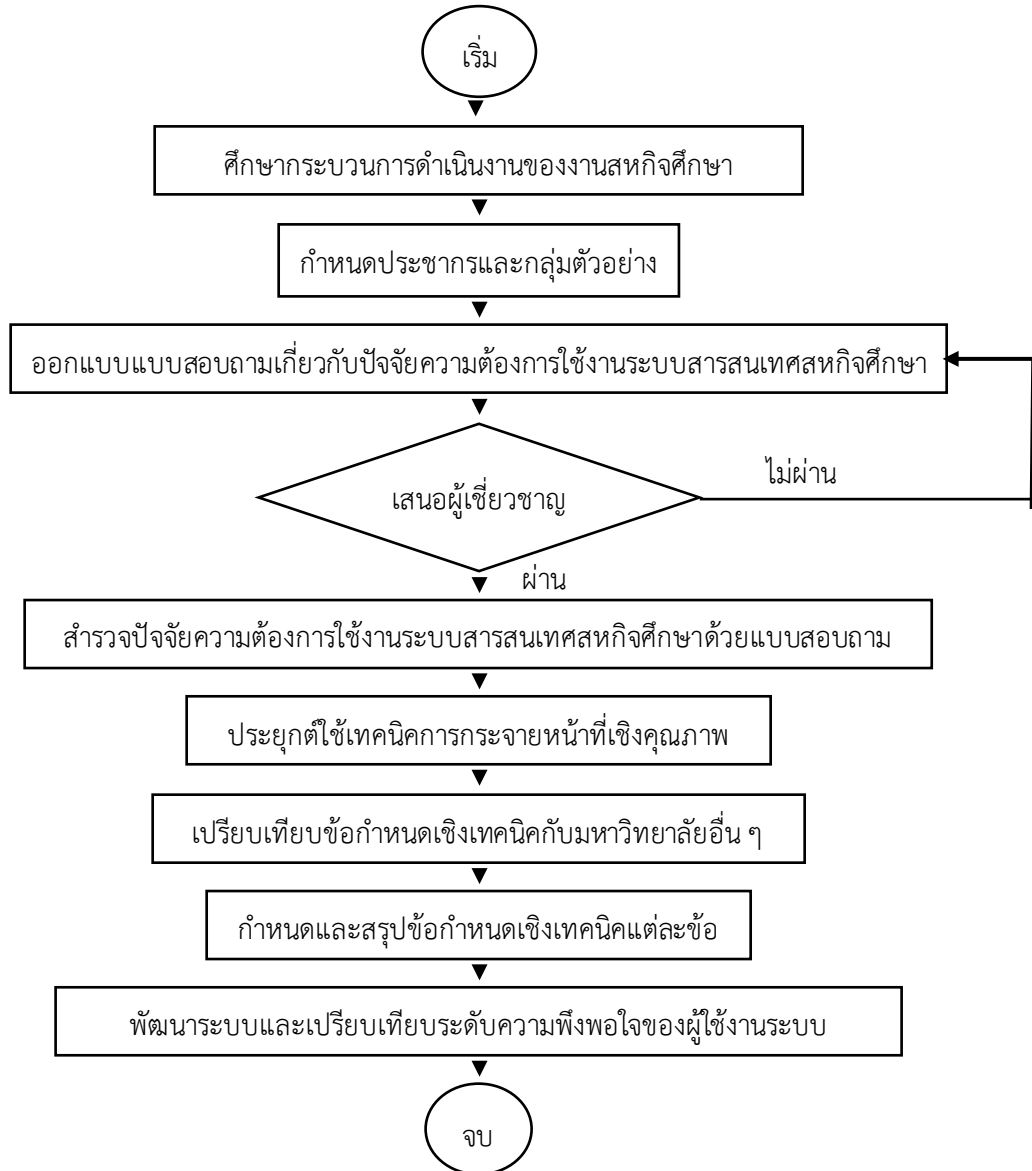 เริ่ม
ศึกษากระบวนการดำเนินงานของงานสหกิจศึกษา
กำหนดประชากรและกลุ่มตัวอย่าง
ออกแบบแบบสอบถามเกี่ยวกับปัจจัยความต้องการใช้งานระบบสารสนเทศสหกิจศึกษา
ไม่ผ่าน
เสนอผู้เชี่ยวชาญ
ผ่าน
สำรวจปัจจัยความต้องการใช้งานระบบสารสนเทศสหกิจศึกษาด้วยแบบสอบถาม
ประยุกต์ใช้เทคนิคการกระจายหน้าที่เชิงคุณภาพ
เปรียบเทียบข้อกำหนดเชิงเทคนิคกับมหาวิทยาลัยอื่น ๆ
กำหนดและสรุปข้อกำหนดเชิงเทคนิคแต่ละข้อ
พัฒนาระบบและเปรียบเทียบระดับความพึงพอใจของผู้ใช้งานระบบ
จบ